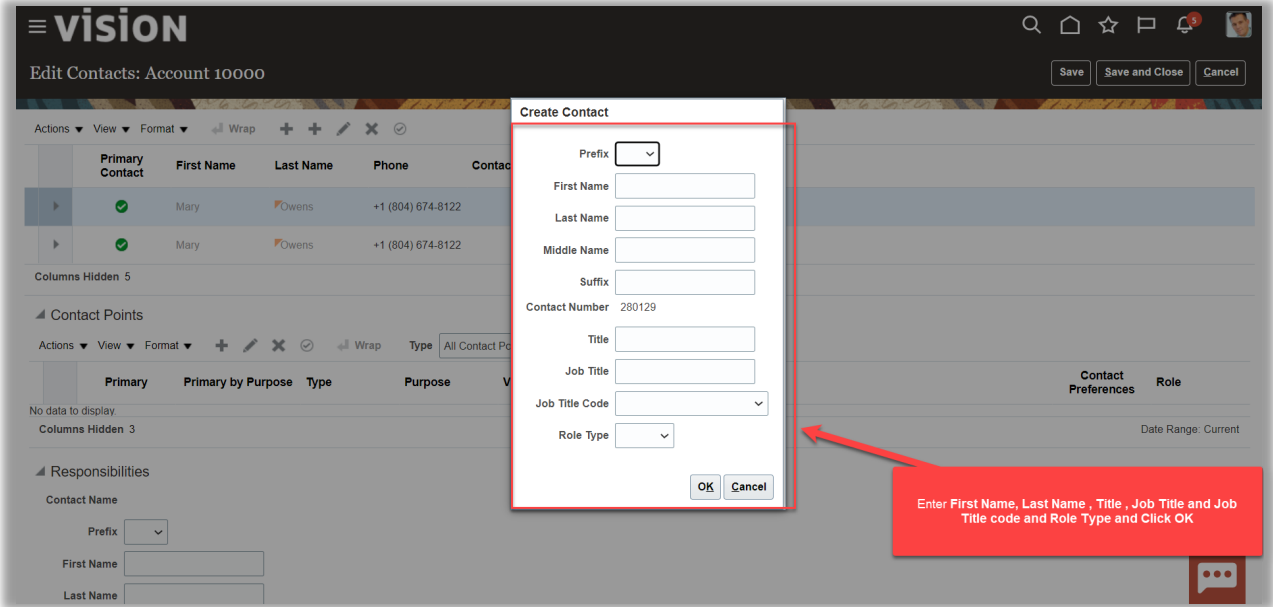 VISION
5
Edit Contacts: Account 10000
Save
Save and Close
Cancel
Actions View Format Wrap
Primary Contact First Name Last Name Phone Contac
Mary Owens +1 (804) 674-8122
Mary Owens +1 (804) 674-8122
Columns Hidden 5
Contact Points
Actions View Format Wrap Type All Contact Po
Primary Primary by Purpose Type Purpose V Contact Preferences Role
No data to display.
Columns Hidden 3 Date Range: Current
Responsibilities
Contact Name
Prefix
First Name
Last Name
Create Contact
Prefix
First Name
Last Name
Middle Name
Suffix
Contact Number 280129
Title
Job Title
Job Title Code
Role Type
OK Cancel
Enter First Name, Last Name , Title , Job Title and Job
Title code and Role Type and Click OK